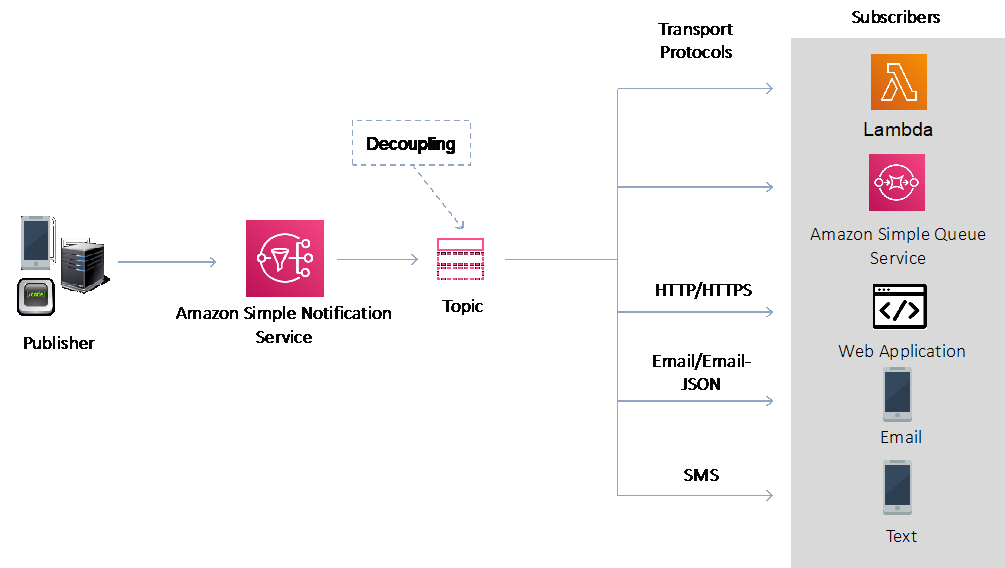 Subscribers
Transport
Protocols
Lambda
Decoupling
Amazon Simple Queue
Service
HTTP/HTTPS
Topic
Amazon Simple Notification
Service
Publisher
.code
Web Application
Email/Email-
JSON
Email
SMS
Text